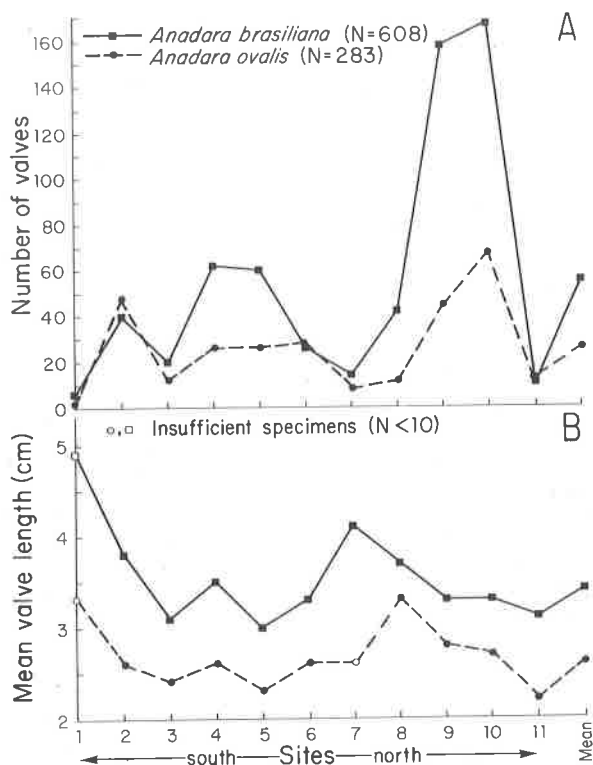 A
Anadara brasiliana (N=608)
Anadara ovalis (N=283)
Number of valves
160
140
120
100
80
60
40
20
0
B
○,□ Insufficient specimens (N<10)
Mean valve length (cm)
5
4
3
2
1 2 3 4 5 6 7 8 9 10 11 Mean
south Sites north